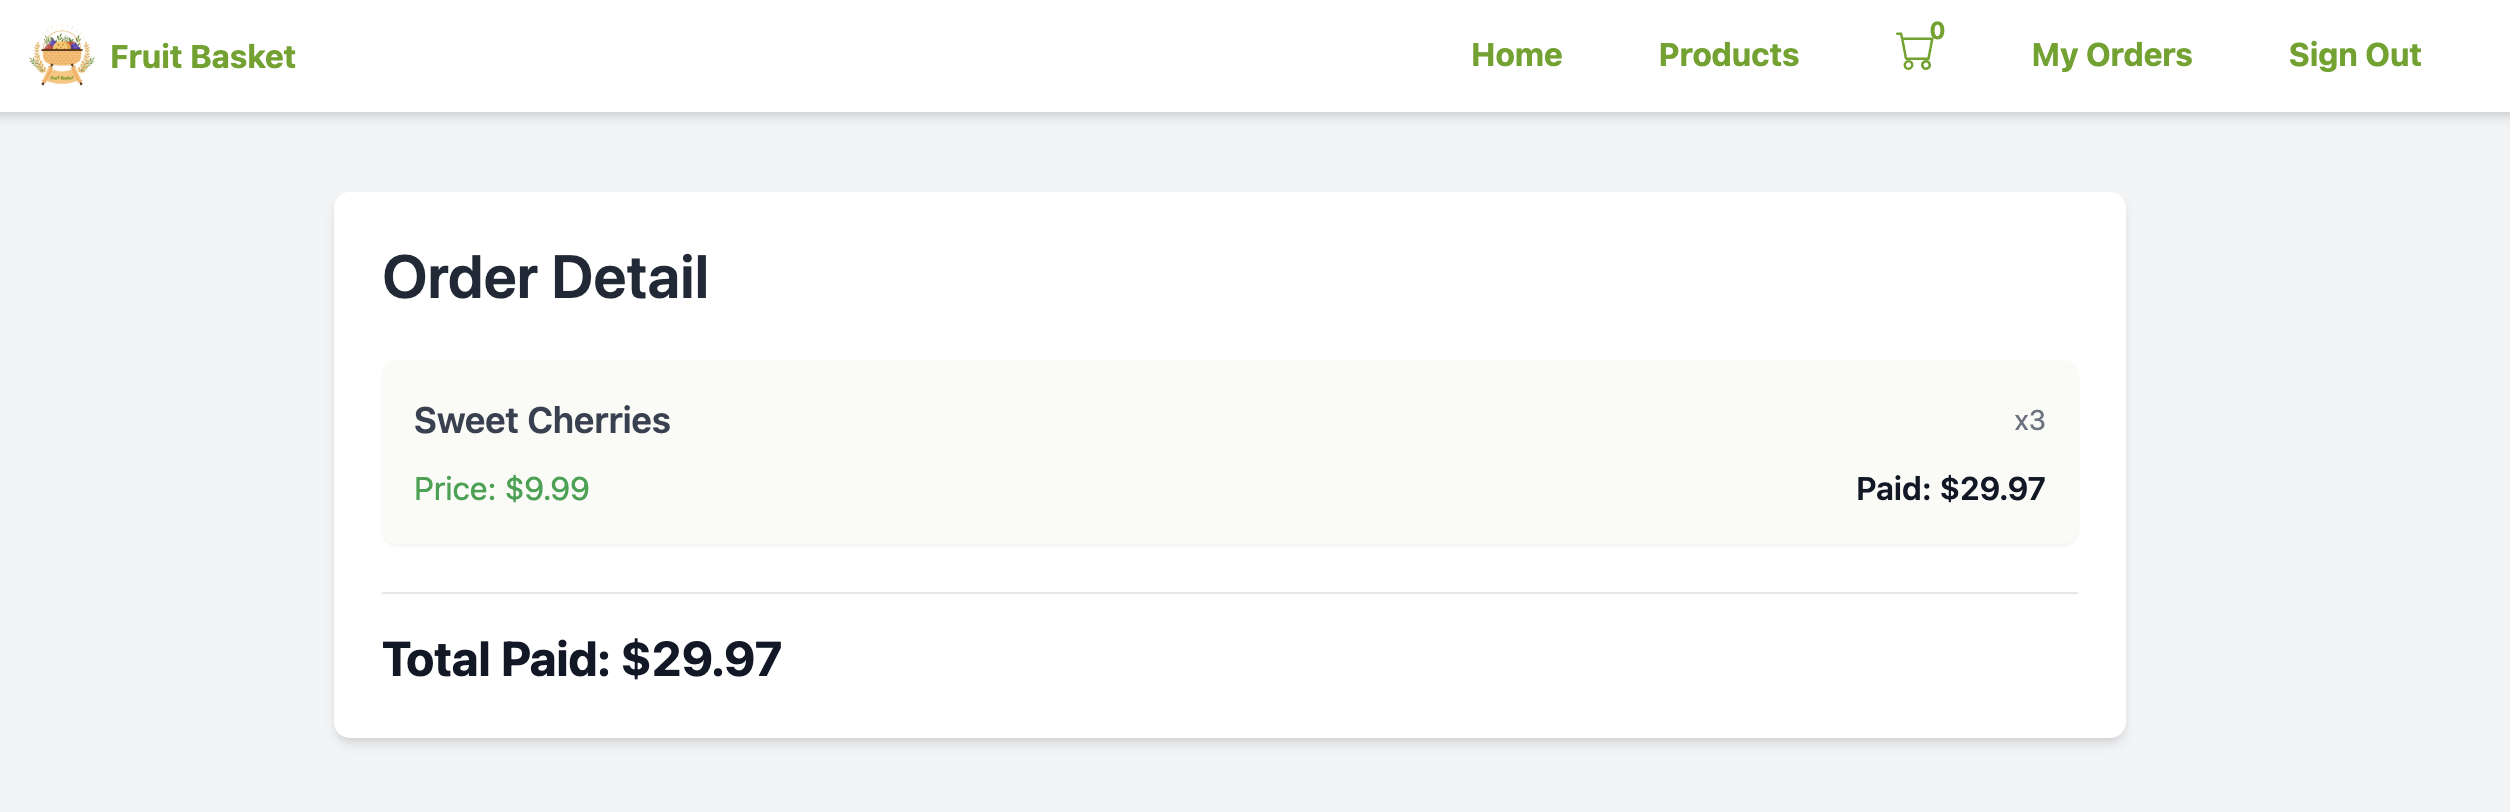 Fruit Basket
Home
Products
0
My Orders
Sign Out
Order Detail
Sweet Cherries
x3
Price: $9.99
Paid: $29.97
Total Paid: $29.97